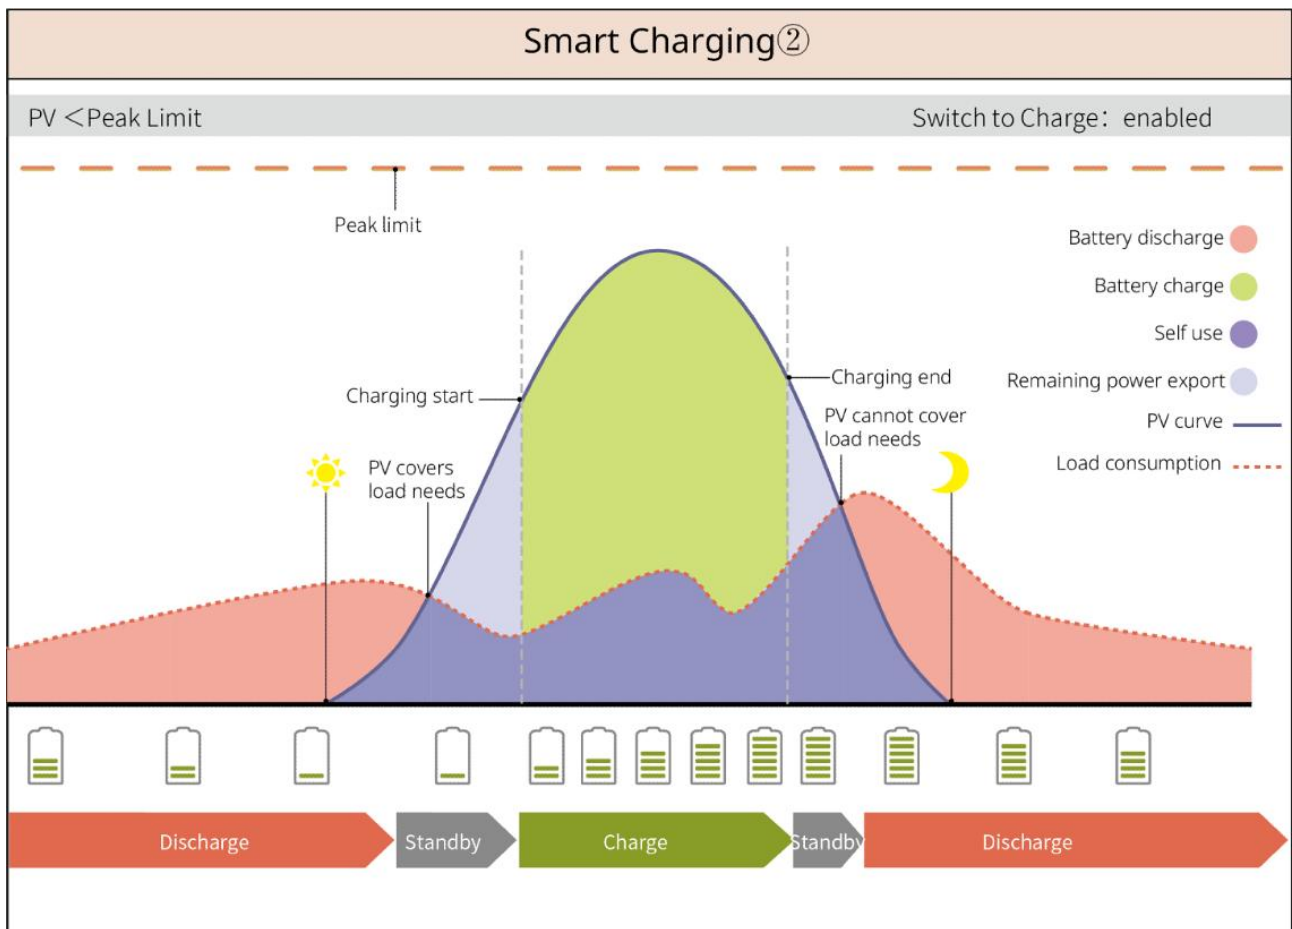 Smart Charging②
PV ＜Peak Limit
Switch to Charge： enabled
Peak limit
Battery discharge
Battery charge
Self use
Remaining power export
PV curve
Load consumption
Charging start
Charging end
PV cannot cover
load needs
PV covers
load needs
Discharge
Standby
Charge
Standby
Discharge